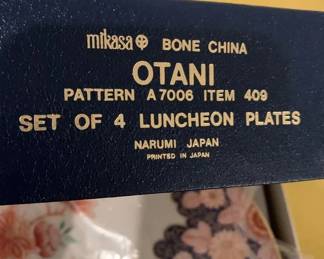 mikasa BONE CHINA
OTANI
PATTERN A7006 ITEM 409
SET OF 4 LUNCHEON PLATES
NARUMI JAPAN
PRINTED IN JAPAN